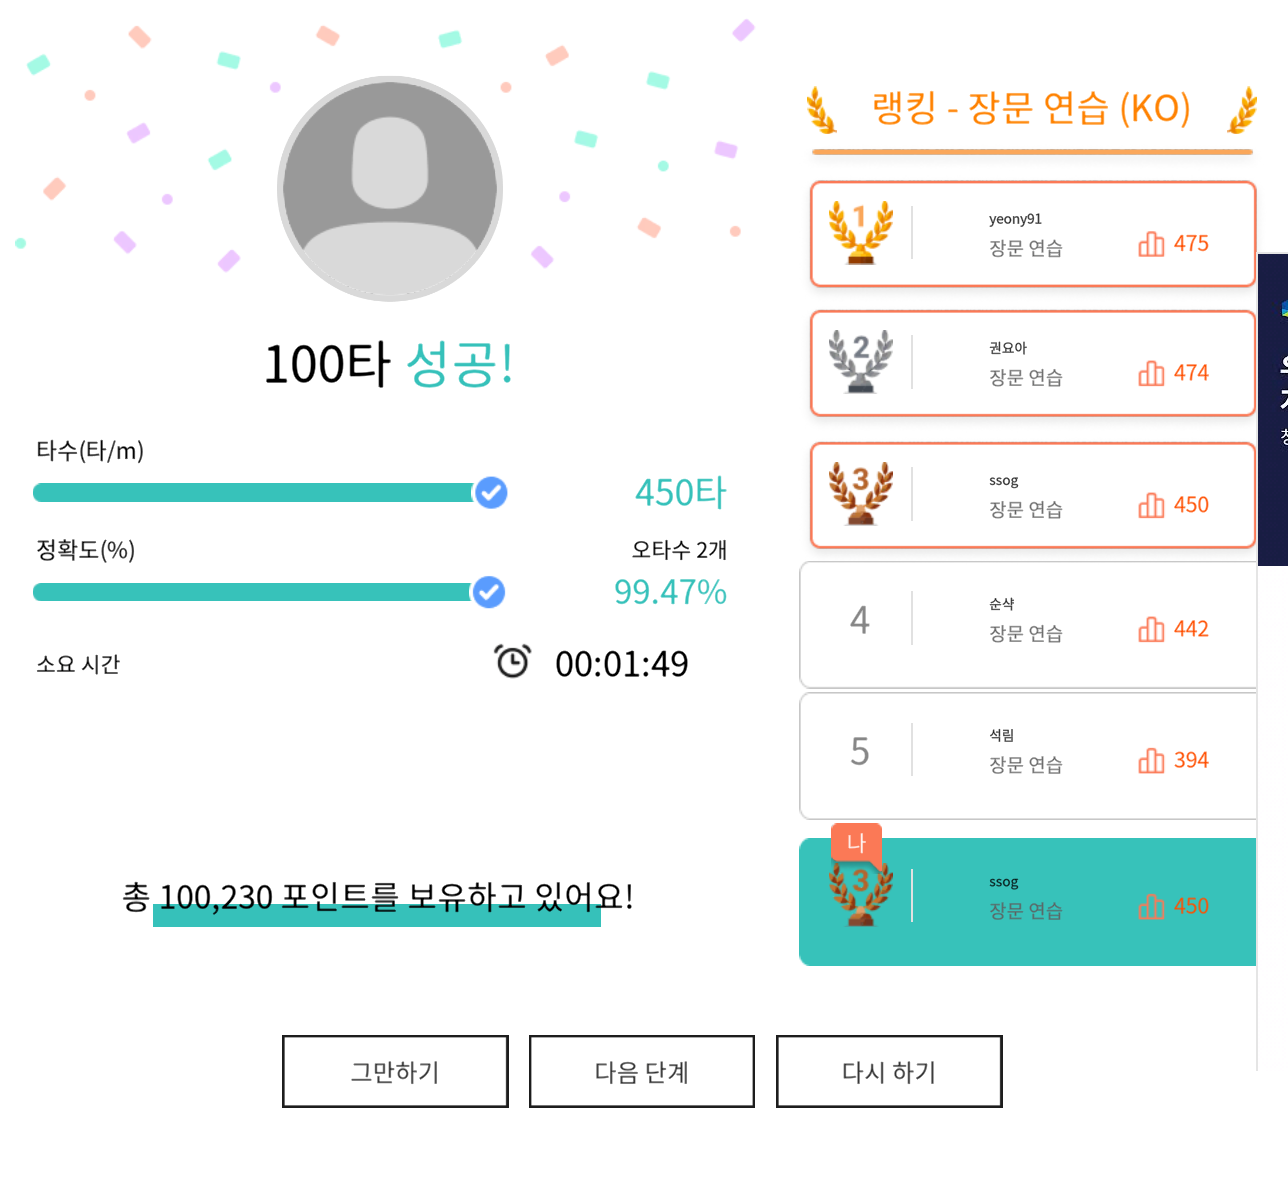 100타 성공!
타수(타/m)
450타
정확도(%)
오타수 2개
99.47%
소요 시간
00:01:49
총 100,230 포인트를 보유하고 있어요!
랭킹 - 장문 연습 (KO)
1
yeony91
장문 연습
475
2
권요아
장문 연습
474
3
ssog
장문 연습
450
4
순샥
장문 연습
442
5
석림
장문 연습
394
나
3
ssog
장문 연습
450
그만하기
다음 단계
다시 하기